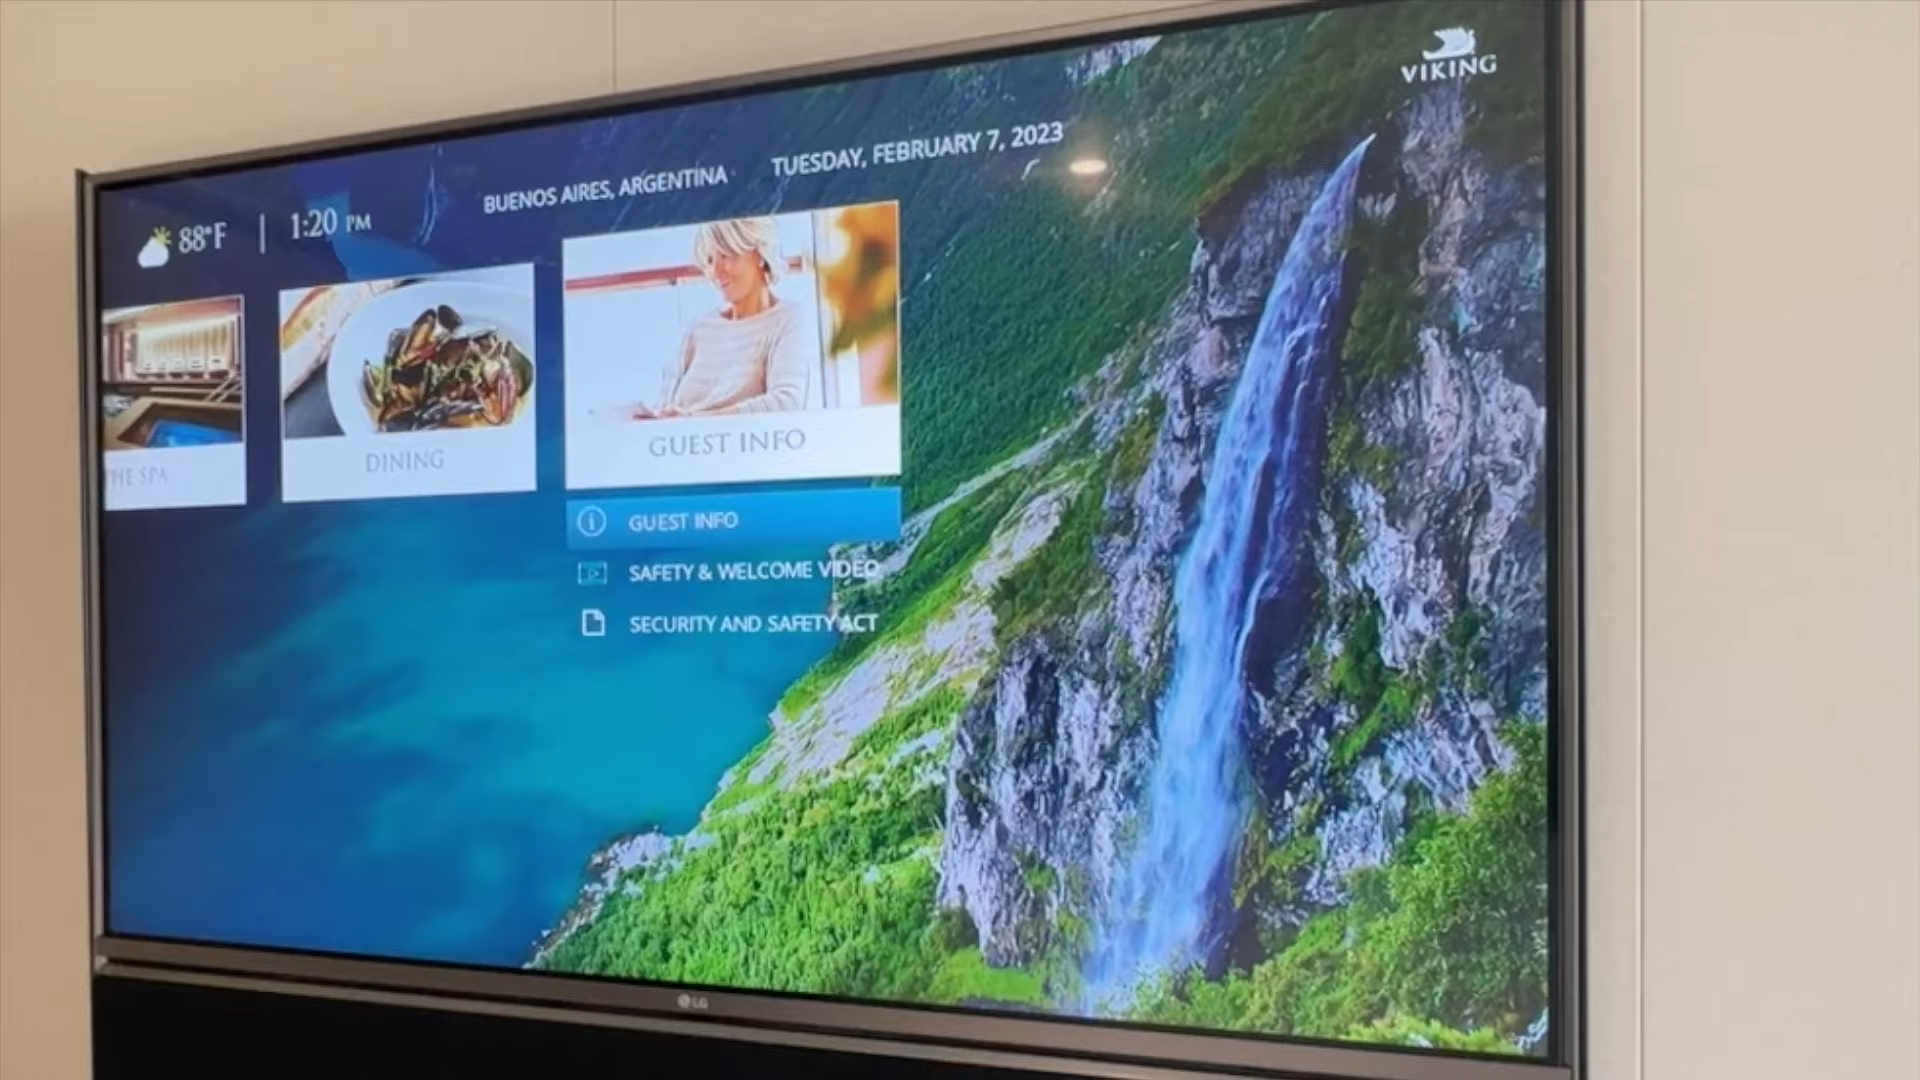 VIKING
TUESDAY, FEBRUARY 7, 2023
BUENOS AIRES, ARGENTINA
88°F | 1:20 PM
THE SPA
DINING
GUEST INFO
GUEST INFO
SAFETY & WELCOME VIDEO
SECURITY AND SAFETY ACT
LG